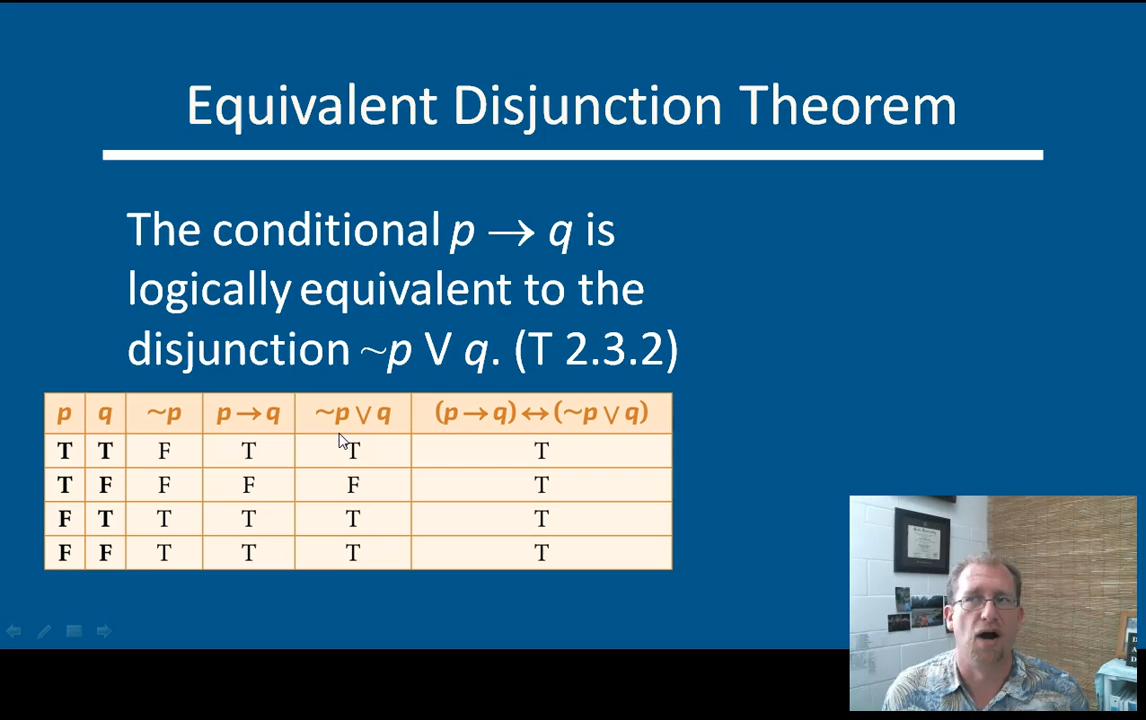 Equivalent Disjunction Theorem
The conditional p → q is
logically equivalent to the
disjunction ~p V q. (T 2.3.2)
p q ~p p → q ~p ∨ q (p → q) ↔ (~p ∨ q)
T T F T T T
T F F F F T
F T T T T T
F F T T T T